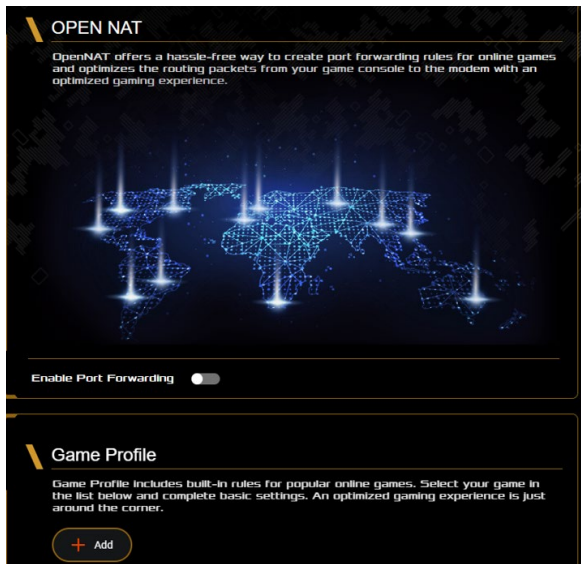 OPEN NAT
OpenNAT offers a hassle-free way to create port forwarding rules for online games
and optimizes the routing packets from your game console to the modem with an
optimized gaming experience.
Enable Port Forwarding
Game Profile
Game Profile includes built-in rules for popular online games. Select your game in
the list below and complete basic settings. An optimized gaming experience is just
around the corner.
+ Add